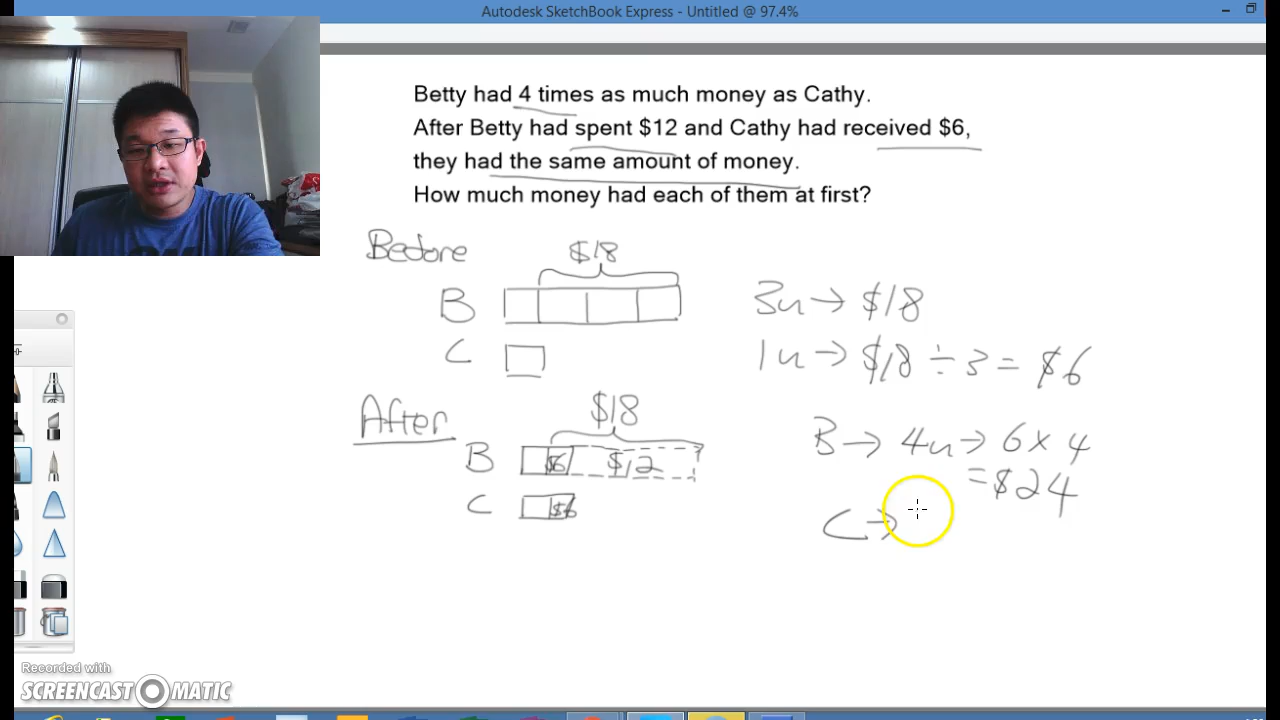 Autodesk SketchBook Express - Untitled @ 97.4%
Betty had 4 times as much money as Cathy.
After Betty had spent $12 and Cathy had received $6,
they had the same amount of money.
How much money had each of them at first?
Before
$18
B
C
3u → $18
1u → $18 ÷ 3 = $6
After
$18
B $6 $12
C $6
B → 4u → 6 × 4
= $24
C →
Recorded with
SCREENCAST O MATIC